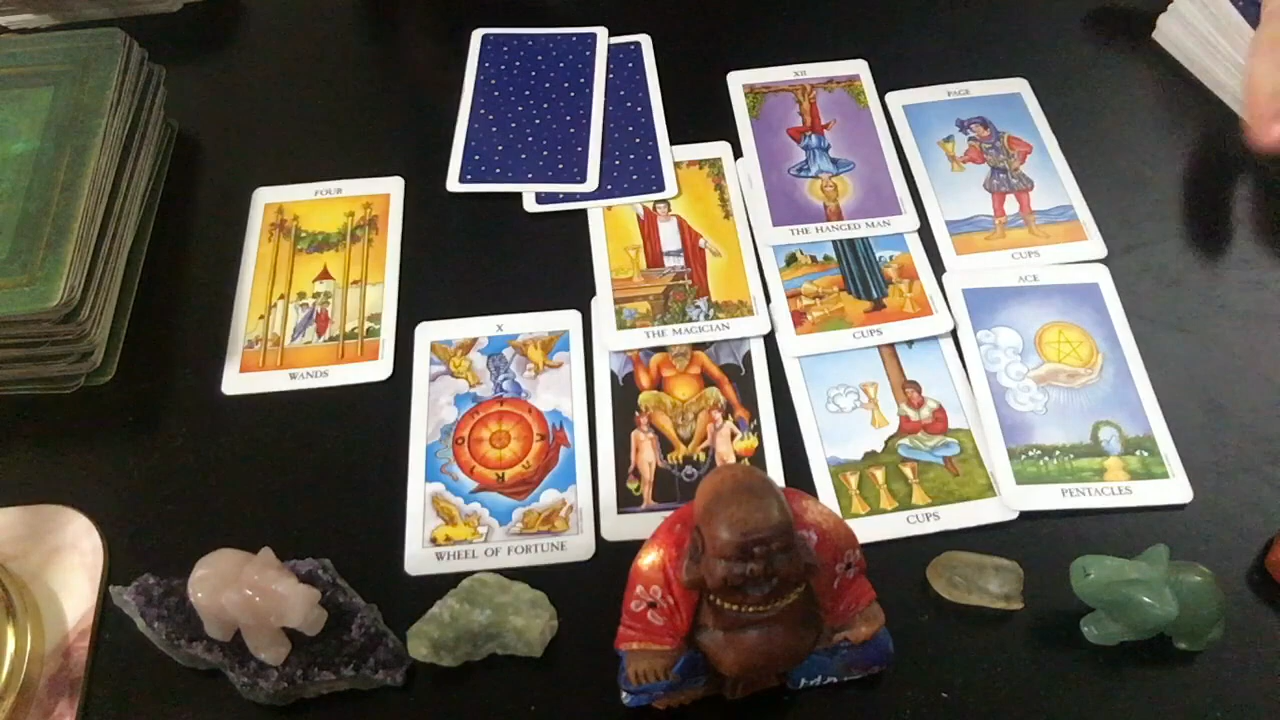 FOUR
WANDS
X
WHEEL OF FORTUNE
THE MAGICIAN
XII
THE HANGED MAN
CUPS
CUPS
PAGE
CUPS
ACE
PENTACLES